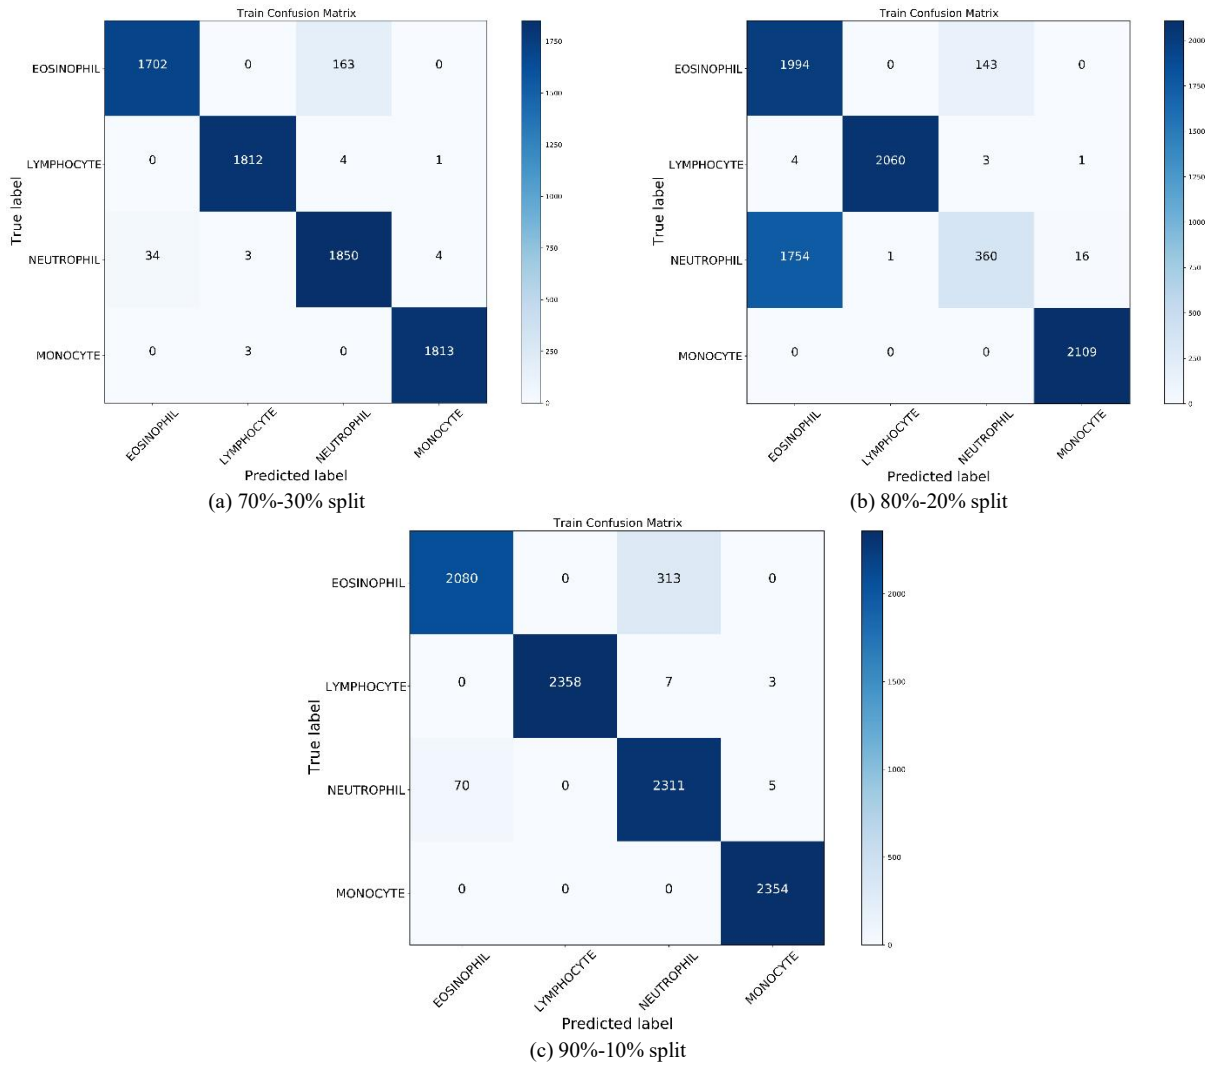 Train Confusion Matrix
EOSINOPHIL 1702 0 163 0
LYMPHOCYTE 0 1812 4 1
NEUTROPHIL 34 3 1850 4
MONOCYTE 0 3 0 1813
True label
EOSINOPHIL LYMPHOCYTE NEUTROPHIL MONOCYTE
Predicted label
1750
1500
1250
1000
750
500
250
0
(a) 70%-30% split
Train Confusion Matrix
EOSINOPHIL 1994 0 143 0
LYMPHOCYTE 4 2060 3 1
NEUTROPHIL 1754 1 360 16
MONOCYTE 0 0 0 2109
True label
EOSINOPHIL LYMPHOCYTE NEUTROPHIL MONOCYTE
Predicted label
2000
1750
1500
1250
1000
750
500
250
0
(b) 80%-20% split
Train Confusion Matrix
EOSINOPHIL 2080 0 313 0
LYMPHOCYTE 0 2358 7 3
NEUTROPHIL 70 0 2311 5
MONOCYTE 0 0 0 2354
True label
EOSINOPHIL LYMPHOCYTE NEUTROPHIL MONOCYTE
Predicted label
2000
1500
1000
500
0
(c) 90%-10% split